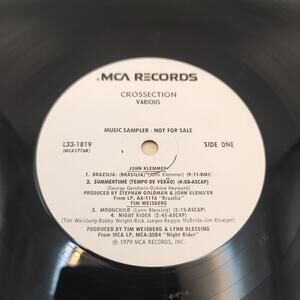 MCA RECORDS
CROSSECTION
VARIOUS
MUSIC SAMPLER - NOT FOR SALE
L33-1819
(MCA1776R)
SIDE ONE
JOHN KLEMMER
1. BRAZILIA: (BRASILIA) (John Klemmer) (9:11-BMI)
2. SUMMERTIME (TEMPO DE VERÃO) (4:05-ASCAP)
(George Gershwin-Dubose Heyward)
PRODUCED BY STEPHAN GOLDMAN & JOHN KLEMMER
From LP, AA-1116 "Brazilia"
TIM WEISBERG
3. MOONCHILD (Lynn Blessing) (3:12-ASCAP)
4. NIGHT RIDER (2:41-ASCAP)
(Tim Weisberg-Bobby Wright-Rick Jaeger-Reggie McBride-Jim Krueger)
PRODUCED BY TIM WEISBERG & LYNN BLESSING
From MCA LP, MCA-3084 "Night Rider"
℗1979 MCA RECORDS, INC.